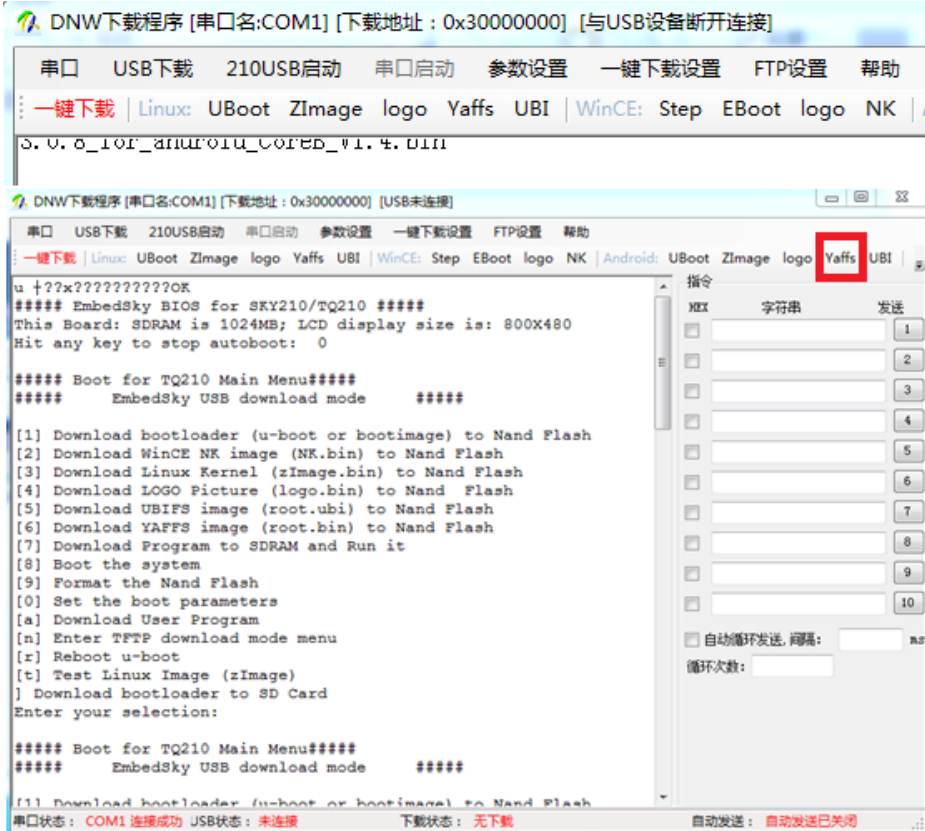 DNW下载程序 [串口名:COM1] [下载地址：0x30000000] [与USB设备断开连接]
串口 USB下载 210USB启动 串口启动 参数设置 一键下载设置 FTP设置 帮助
一键下载 Linux: UBoot ZImage logo Yaffs UBI WinCE: Step EBoot logo NK
3.0.8_for_android_CoreB_v1.4.bin
DNW下载程序 [串口名:COM1] [下载地址：0x30000000] [USB未连接]
串口 USB下载 210USB启动 串口启动 参数设置 一键下载设置 FTP设置 帮助
一键下载 Linux: UBoot ZImage logo Yaffs UBI WinCE: Step EBoot logo NK Android: UBoot ZImage logo Yaffs UBI
u ┼??x??????????OK
##### EmbedSky BIOS for SKY210/TQ210 #####
This Board: SDRAM is 1024MB; LCD display size is: 800X480
Hit any key to stop autoboot: 0
##### Boot for TQ210 Main Menu#####
##### EmbedSky USB download mode #####
[1] Download bootloader (u-boot or bootimage) to Nand Flash
[2] Download WinCE NK image (NK.bin) to Nand Flash
[3] Download Linux Kernel (zImage.bin) to Nand Flash
[4] Download LOGO Picture (logo.bin) to Nand Flash
[5] Download UBIFS image (root.ubi) to Nand Flash
[6] Download YAFFS image (root.bin) to Nand Flash
[7] Download Program to SDRAM and Run it
[8] Boot the system
[9] Format the Nand Flash
[0] Set the boot parameters
[a] Download User Program
[n] Enter TFTP download mode menu
[r] Reboot u-boot
[t] Test Linux Image (zImage)
] Download bootloader to SD Card
Enter your selection:
##### Boot for TQ210 Main Menu#####
##### EmbedSky USB download mode #####
[1] Download bootloader (u-boot or bootimage) to Nand Flash
指令
HEX 字符串 发送
1
2
3
4
5
6
7
8
9
10
自动循环发送,间隔: ms
循环次数:
串口状态： COM1 连接成功 USB状态： 未连接 下载状态： 无下载 自动发送： 自动发送已关闭